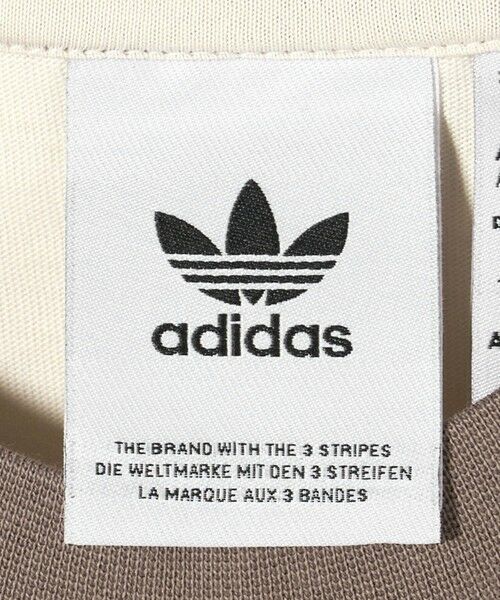 adidas
THE BRAND WITH THE 3 STRIPES
DIE WELTMARKE MIT DEN 3 STREIFEN
LA MARQUE AUX 3 BANDES